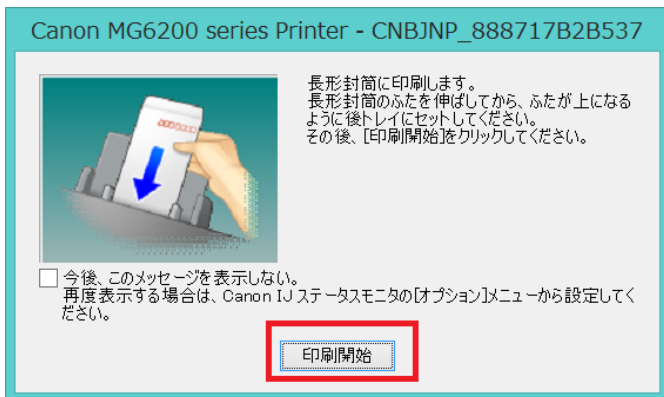 Canon MG6200 series Printer - CNBJNP_888717B2B537
長形封筒に印刷します。
長形封筒のふたを伸ばしてから、ふたが上になる
ように後トレイにセットしてください。
その後、[印刷開始]をクリックしてください。
今後、このメッセージを表示しない。
再度表示する場合は、Canon IJ ステータスモニタの[オプション]メニューから設定してく
ださい。
印刷開始